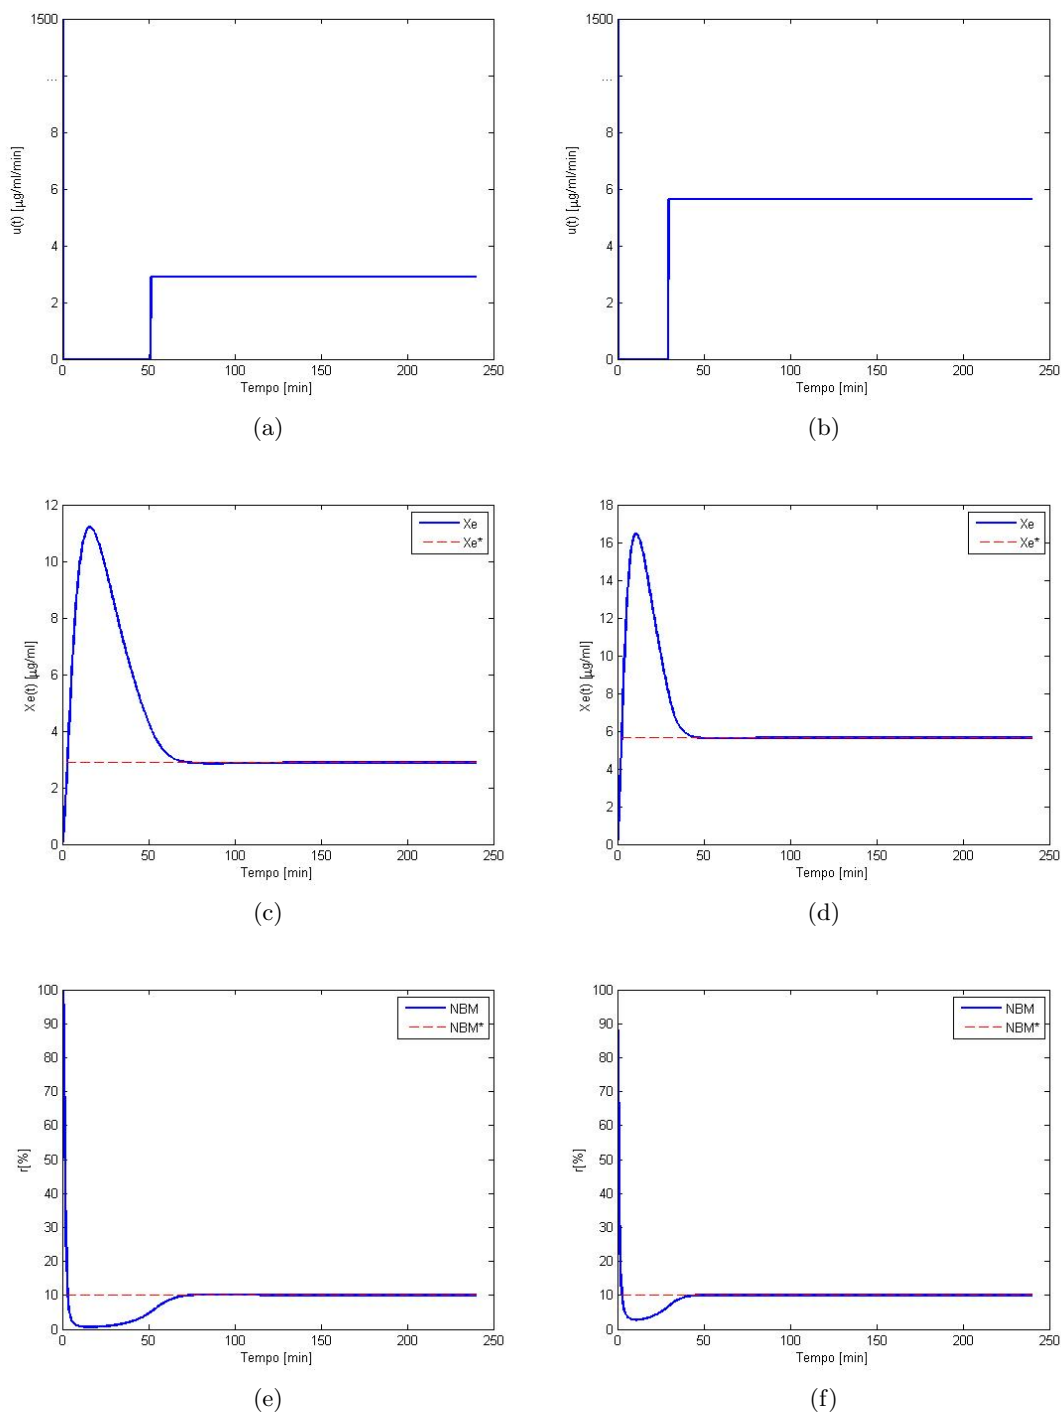 1500
...
8
6
4
2
0
u(t) [µg/ml/min]
0 50 100 150 200 250
Tempo [min]
(a)
1500
...
8
6
4
2
0
u(t) [µg/ml/min]
0 50 100 150 200 250
Tempo [min]
(b)
12
10
8
6
4
2
0
Xe(t) [µg/ml]
Xe
Xe*
0 50 100 150 200 250
Tempo [min]
(c)
18
16
14
12
10
8
6
4
2
0
Xe(t) [µg/ml]
Xe
Xe*
0 50 100 150 200 250
Tempo [min]
(d)
100
90
80
70
60
50
40
30
20
10
0
r[%]
NBM
NBM*
0 50 100 150 200 250
Tempo [min]
(e)
100
90
80
70
60
50
40
30
20
10
0
r[%]
NBM
NBM*
0 50 100 150 200 250
Tempo [min]
(f)